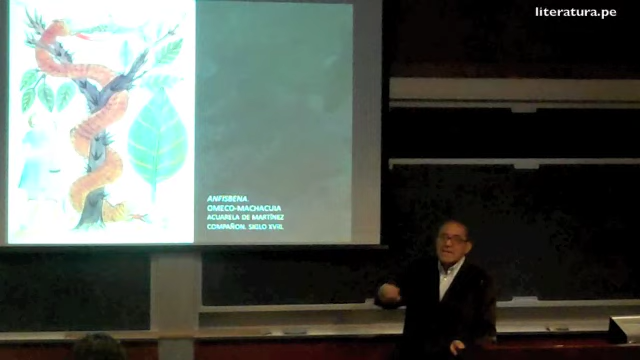 literatura.pe
ANFISBENA.
OMECO-MACHACUIA
ACUARELA DE MARTÍNEZ
COMPAÑON. SIGLO XVIII.